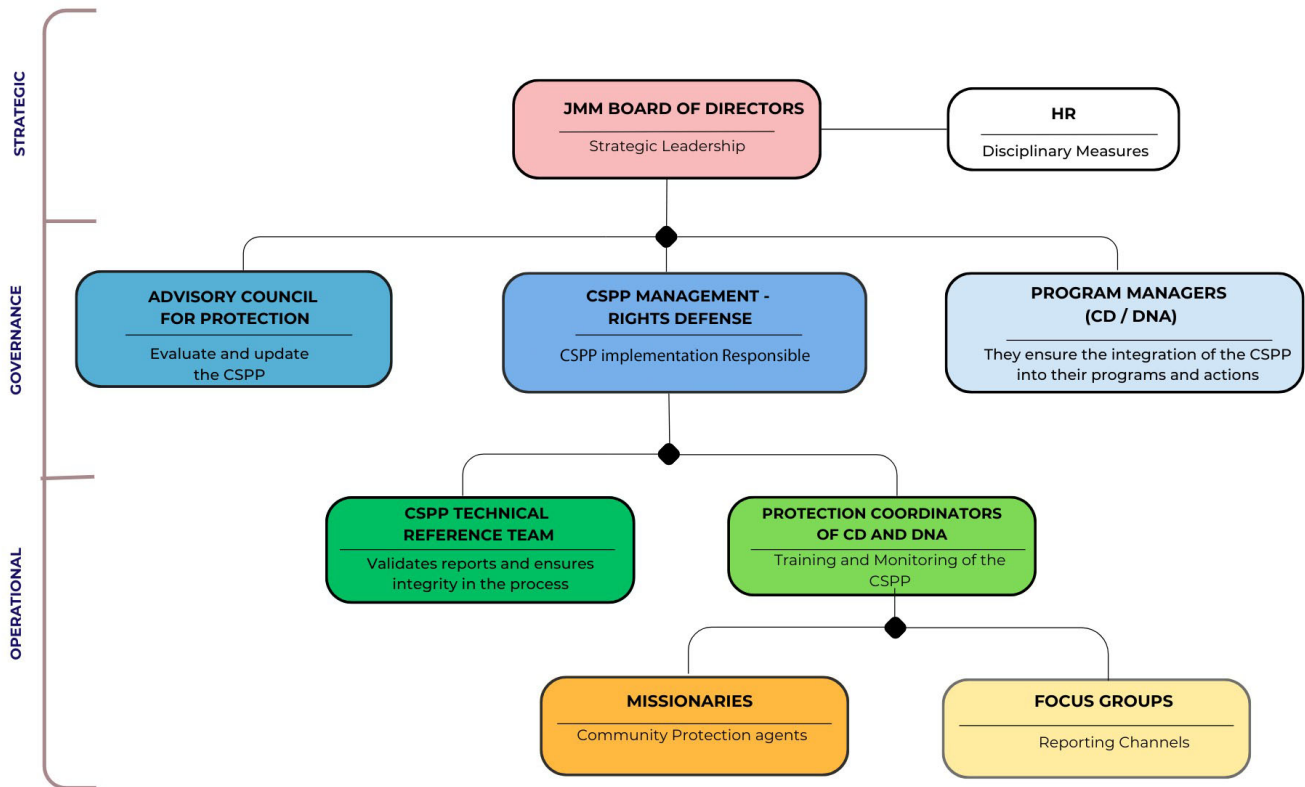 STRATEGIC
JMM BOARD OF DIRECTORS
Strategic Leadership
HR
Disciplinary Measures
GOVERNANCE
ADVISORY COUNCIL
FOR PROTECTION
Evaluate and update
the CSPP
CSPP MANAGEMENT -
RIGHTS DEFENSE
CSPP implementation Responsible
PROGRAM MANAGERS
(CD / DNA)
They ensure the integration of the CSPP
into their programs and actions
OPERATIONAL
CSPP TECHNICAL
REFERENCE TEAM
Validates reports and ensures
integrity in the process
PROTECTION COORDINATORS
OF CD AND DNA
Training and Monitoring of the
CSPP
MISSIONARIES
Community Protection agents
FOCUS GROUPS
Reporting Channels